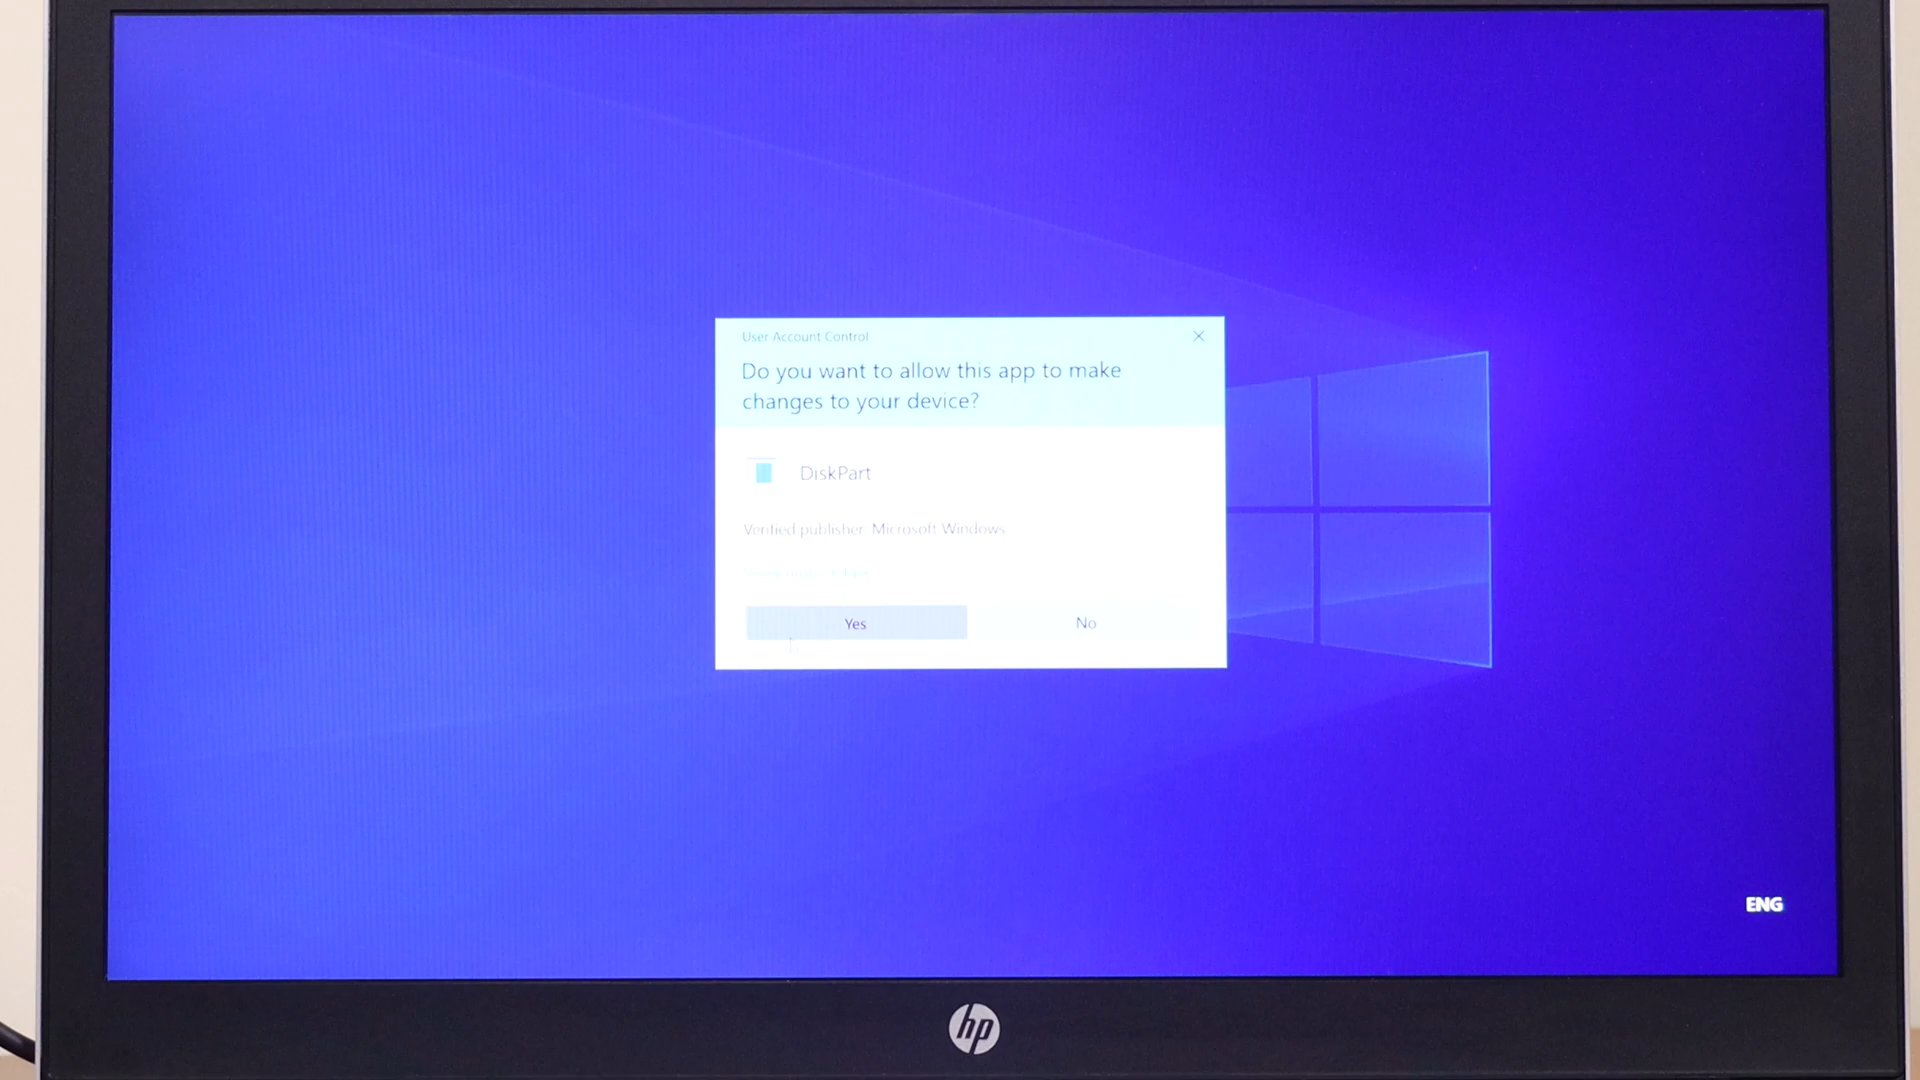 User Account Control
Do you want to allow this app to make
changes to your device?
DiskPart
Verified publisher: Microsoft Windows
Yes
No
ENG
hp